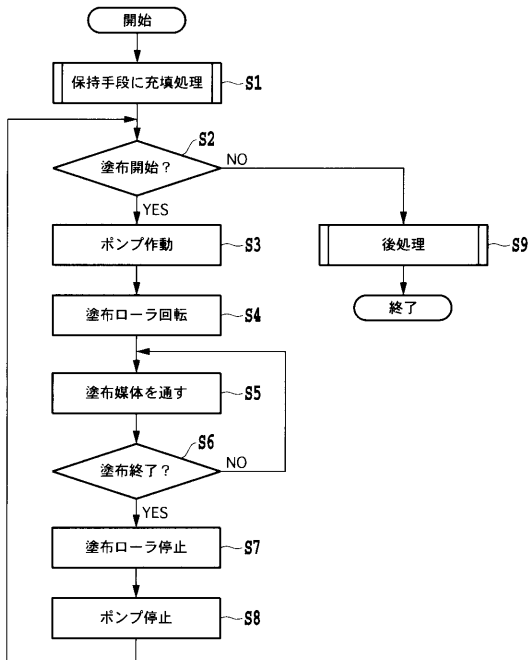 開始
保持手段に充填処理 S1
S2
塗布開始？ NO
YES
ポンプ作動 S3
後処理 S9
塗布ローラ回転 S4
終了
塗布媒体を通す S5
S6
塗布終了？ NO
YES
塗布ローラ停止 S7
ポンプ停止 S8